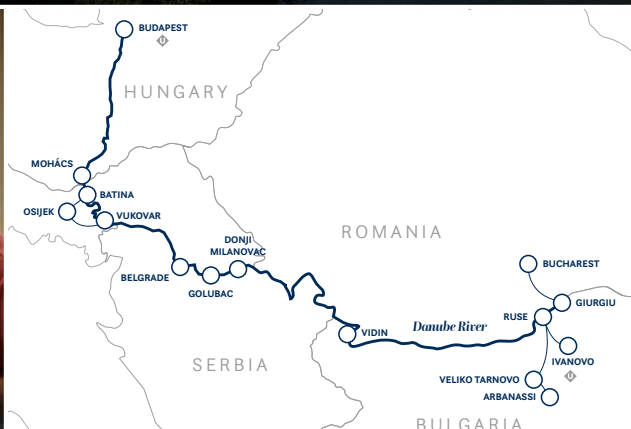 BUDAPEST
U
HUNGARY
MOHÁCS
BATINA
OSIJEK
VUKOVAR
DONJI
MILANOVAC
ROMANIA
BELGRADE
GOLUBAC
BUCHAREST
GIURGIU
RUSE
Danube River
VIDIN
IVANOVO
U
SERBIA
VELIKO TARNOVO
ARBANASSI
BULGARIA